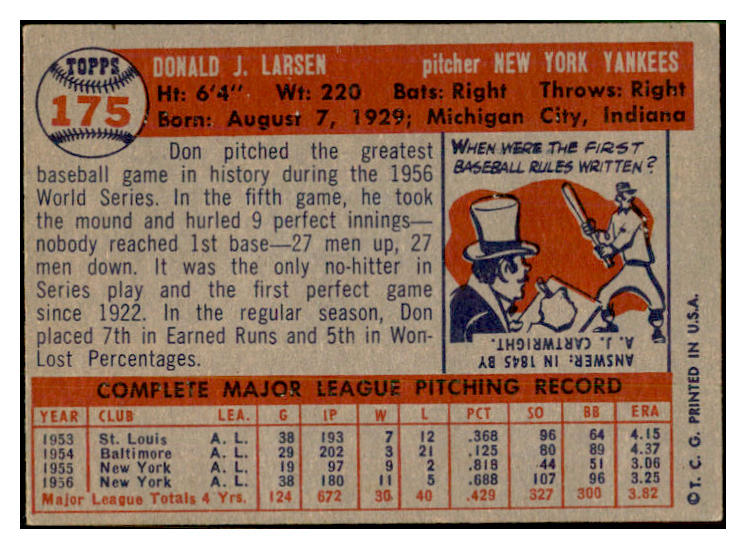 TOPPS
175
DONALD J. LARSEN pitcher NEW YORK YANKEES
Ht: 6'4" Wt: 220 Bats: Right Throws: Right
Born: August 7, 1929; Michigan City, Indiana
Don pitched the greatest
baseball game in history during the 1956
World Series. In the fifth game, he took
the mound and hurled 9 perfect innings—
nobody reached 1st base—27 men up, 27
men down. It was the only no-hitter in
Series play and the first perfect game
since 1922. In the regular season, Don
placed 7th in Earned Runs and 5th in Won-
Lost Percentages.
WHEN WERE THE FIRST
BASEBALL RULES WRITTEN?
ANSWER: IN 1845 BY
A. J. CARTWRIGHT.
COMPLETE MAJOR LEAGUE PITCHING RECORD
YEAR CLUB LEA. G IP W L PCT SO BB ERA
1953 St. Louis A. L. 38 193 7 12 .368 96 64 4.15
1954 Baltimore A. L. 29 202 3 21 .125 80 89 4.37
1955 New York A. L. 19 97 9 2 .818 44 51 3.06
1956 New York A. L. 38 180 11 5 .688 107 96 3.25
Major League Totals 4 Yrs. 124 672 30 40 .429 327 300 3.82
© T. C. G. PRINTED IN U.S.A.